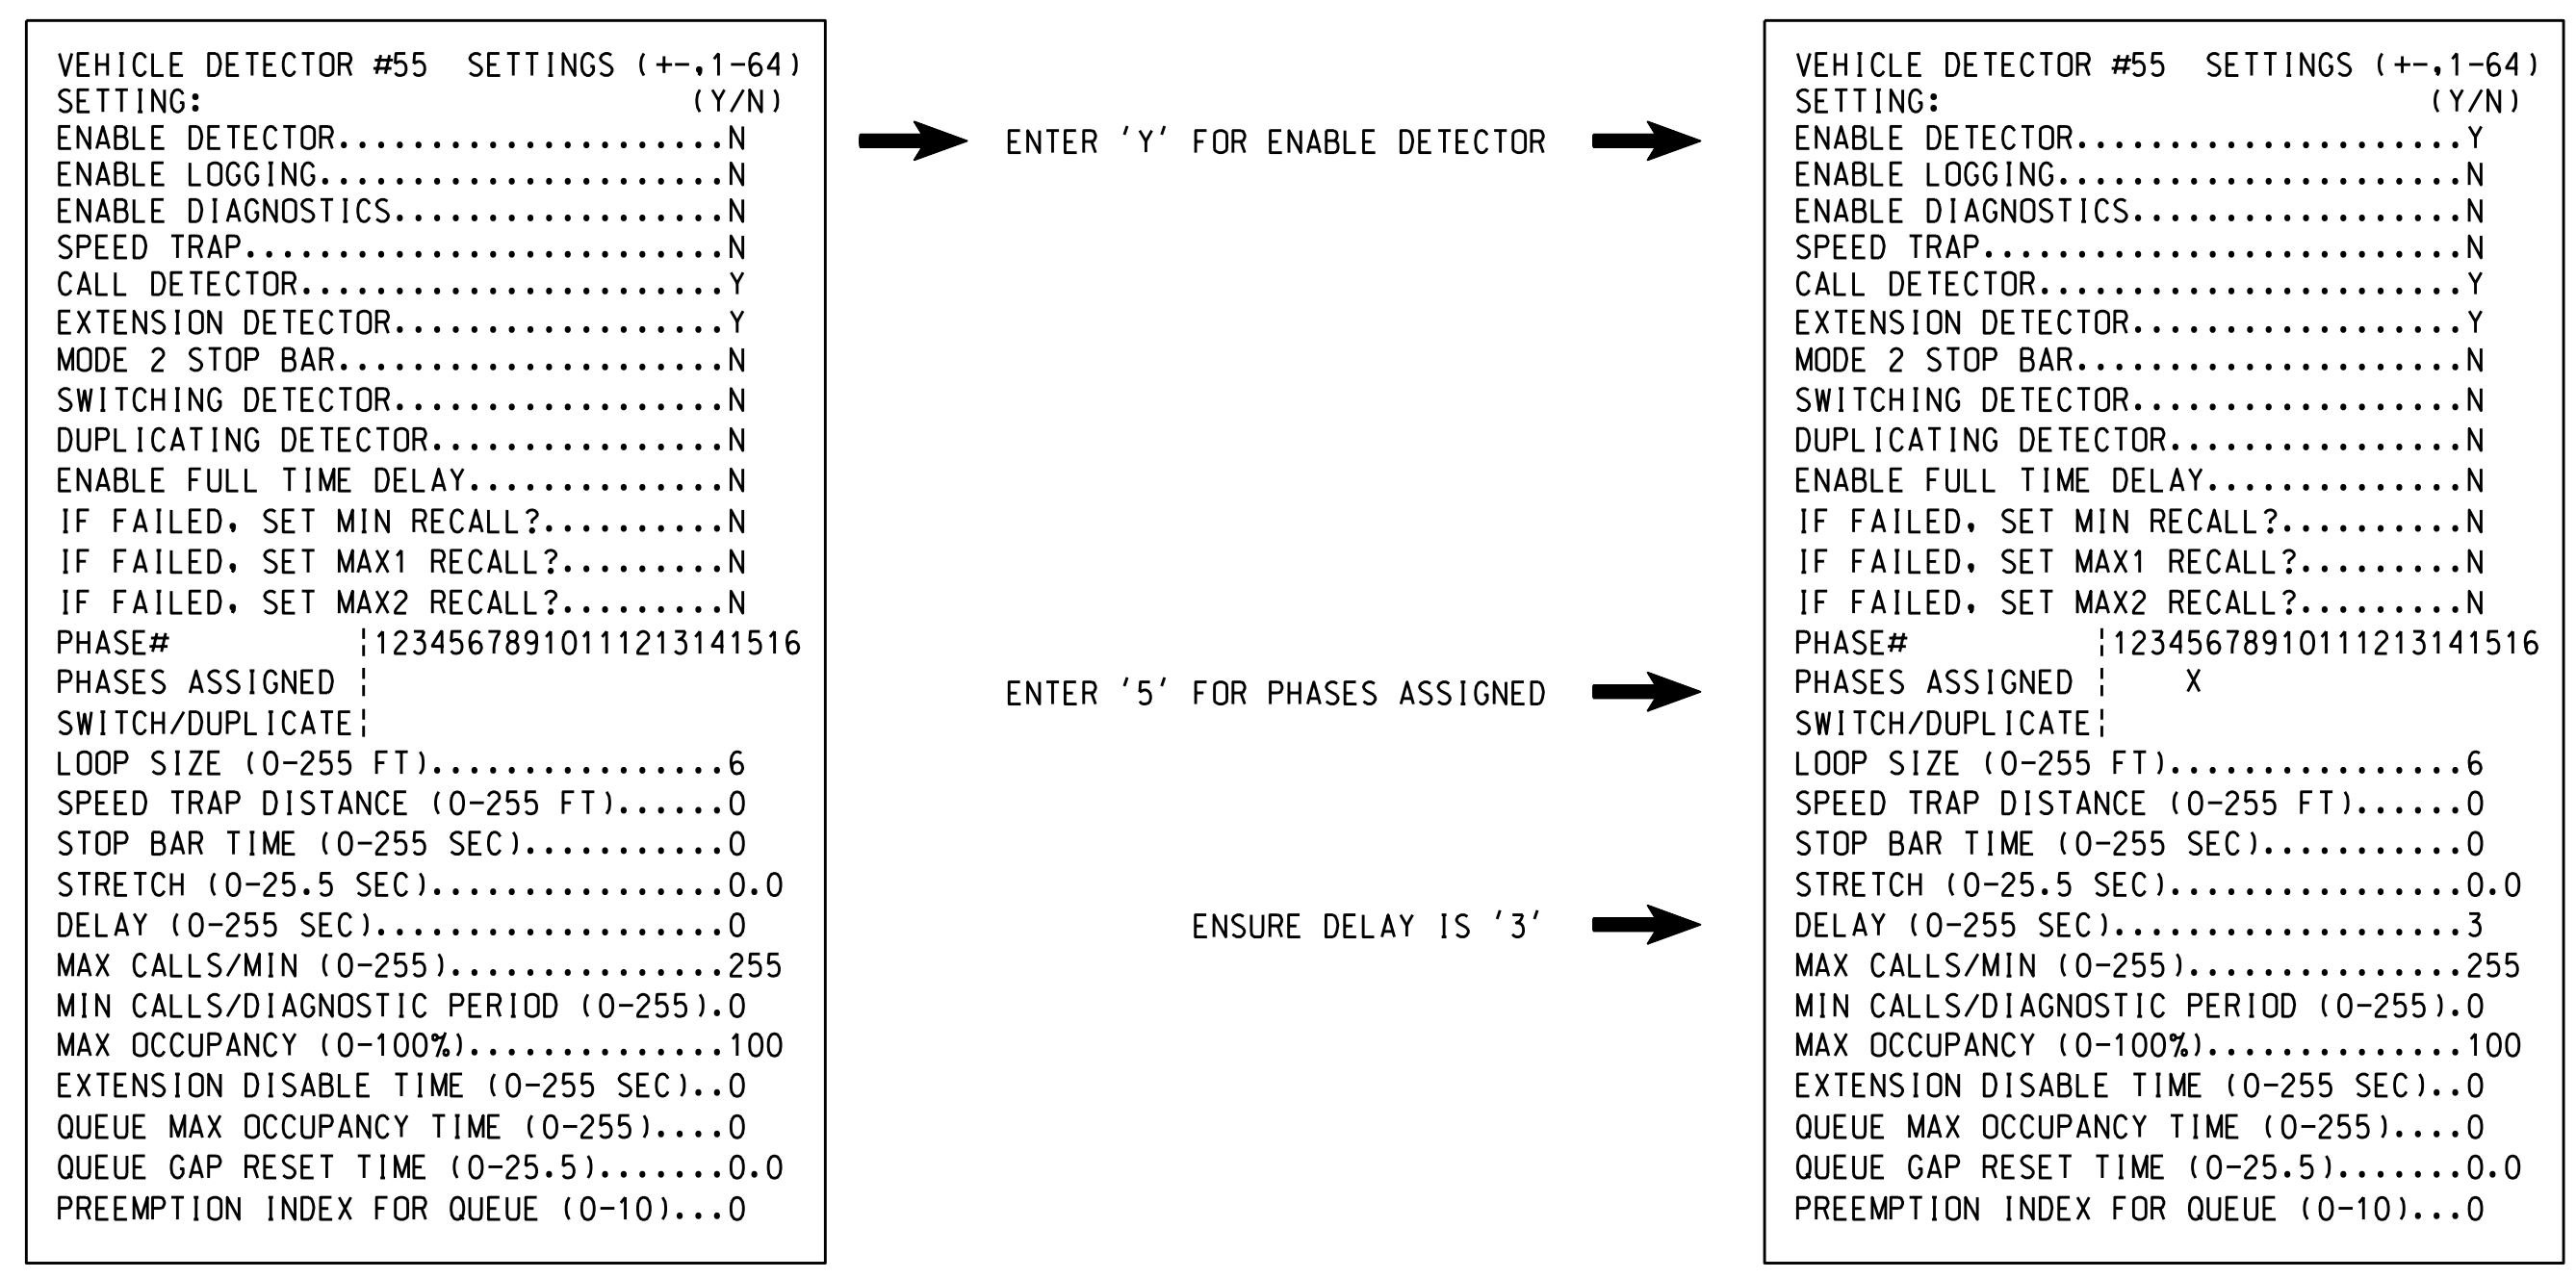 VEHICLE DETECTOR #55  SETTINGS (+-,1-64)
SETTING:                          (Y/N)
ENABLE DETECTOR.....................N
ENABLE LOGGING......................N
ENABLE DIAGNOSTICS..................N
SPEED TRAP..........................N
CALL DETECTOR.......................Y
EXTENSION DETECTOR..................Y
MODE 2 STOP BAR.....................N
SWITCHING DETECTOR..................N
DUPLICATING DETECTOR................N
ENABLE FULL TIME DELAY..............N
IF FAILED, SET MIN RECALL?..........N
IF FAILED, SET MAX1 RECALL?.........N
IF FAILED, SET MAX2 RECALL?.........N
PHASE#          ¦12345678910111213141516
PHASES ASSIGNED ¦
SWITCH/DUPLICATE¦
LOOP SIZE (0-255 FT)................6
SPEED TRAP DISTANCE (0-255 FT)......0
STOP BAR TIME (0-255 SEC)...........0
STRETCH (0-25.5 SEC)................0.0
DELAY (0-255 SEC)...................0
MAX CALLS/MIN (0-255)...............255
MIN CALLS/DIAGNOSTIC PERIOD (0-255).0
MAX OCCUPANCY (0-100%)..............100
EXTENSION DISABLE TIME (0-255 SEC)..0
QUEUE MAX OCCUPANCY TIME (0-255)....0
QUEUE GAP RESET TIME (0-25.5).......0.0
PREEMPTION INDEX FOR QUEUE (0-10)...0
ENTER 'Y' FOR ENABLE DETECTOR
ENTER '5' FOR PHASES ASSIGNED
ENSURE DELAY IS '3'
VEHICLE DETECTOR #55  SETTINGS (+-,1-64)
SETTING:                          (Y/N)
ENABLE DETECTOR.....................Y
ENABLE LOGGING......................N
ENABLE DIAGNOSTICS..................N
SPEED TRAP..........................N
CALL DETECTOR.......................Y
EXTENSION DETECTOR..................Y
MODE 2 STOP BAR.....................N
SWITCHING DETECTOR..................N
DUPLICATING DETECTOR................N
ENABLE FULL TIME DELAY..............N
IF FAILED, SET MIN RECALL?..........N
IF FAILED, SET MAX1 RECALL?.........N
IF FAILED, SET MAX2 RECALL?.........N
PHASE#          ¦12345678910111213141516
PHASES ASSIGNED ¦    X
SWITCH/DUPLICATE¦
LOOP SIZE (0-255 FT)................6
SPEED TRAP DISTANCE (0-255 FT)......0
STOP BAR TIME (0-255 SEC)...........0
STRETCH (0-25.5 SEC)................0.0
DELAY (0-255 SEC)...................3
MAX CALLS/MIN (0-255)...............255
MIN CALLS/DIAGNOSTIC PERIOD (0-255).0
MAX OCCUPANCY (0-100%)..............100
EXTENSION DISABLE TIME (0-255 SEC)..0
QUEUE MAX OCCUPANCY TIME (0-255)....0
QUEUE GAP RESET TIME (0-25.5).......0.0
PREEMPTION INDEX FOR QUEUE (0-10)...0